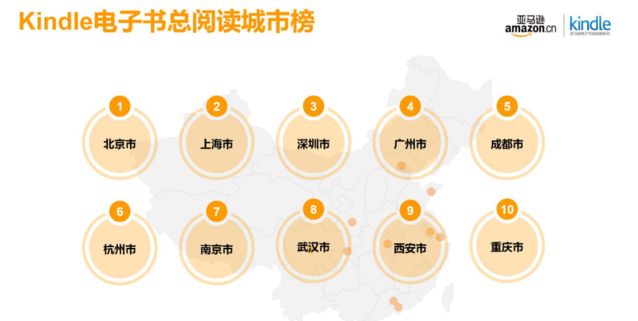 Kindle电子书总阅读城市榜
亚马逊
amazon.cn
kindle
1
2
3
4
5
北京市
上海市
深圳市
广州市
成都市
6
7
8
9
10
杭州市
南京市
武汉市
西安市
重庆市